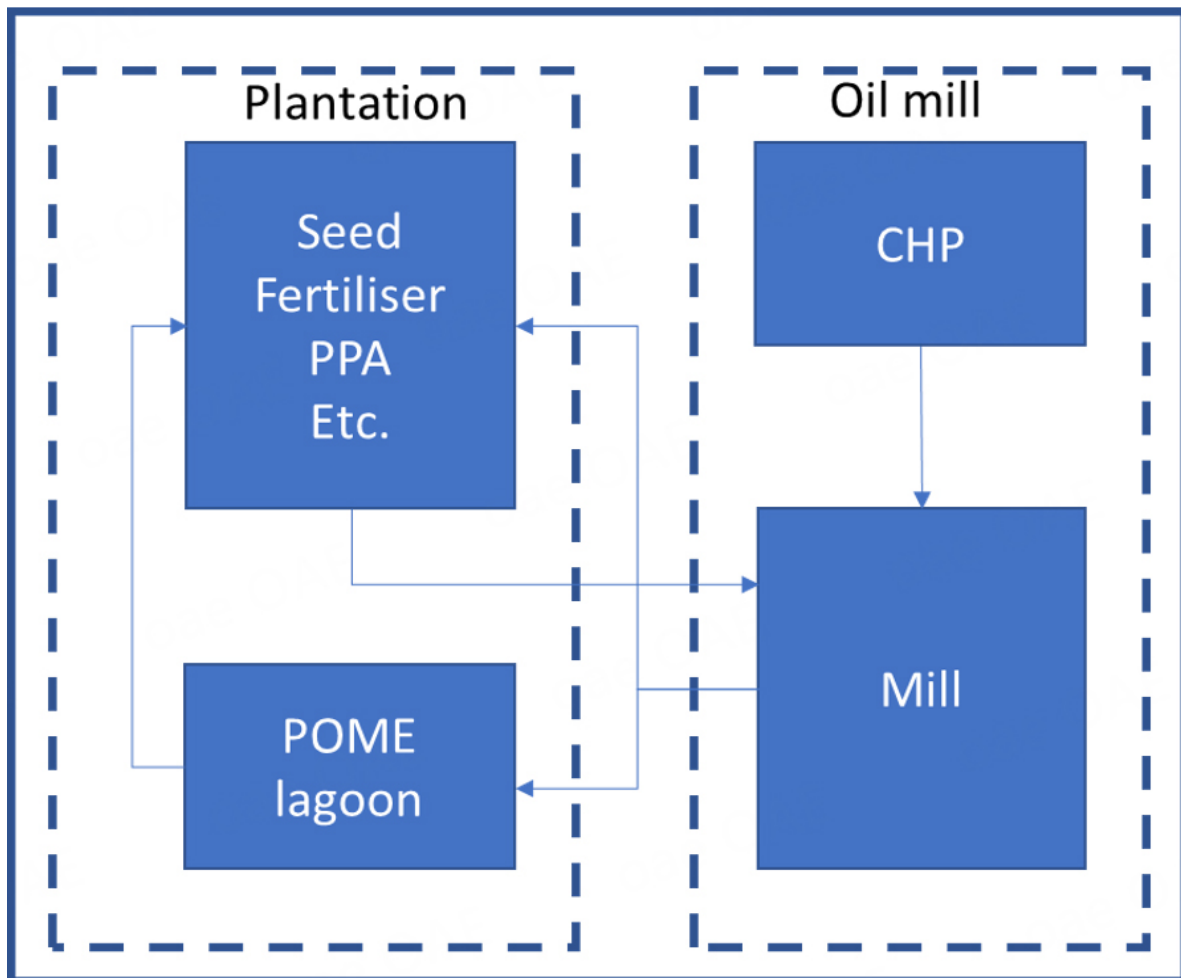 Plantation
Seed
Fertiliser
PPA
Etc.
POME
lagoon
Oil mill
CHP
Mill